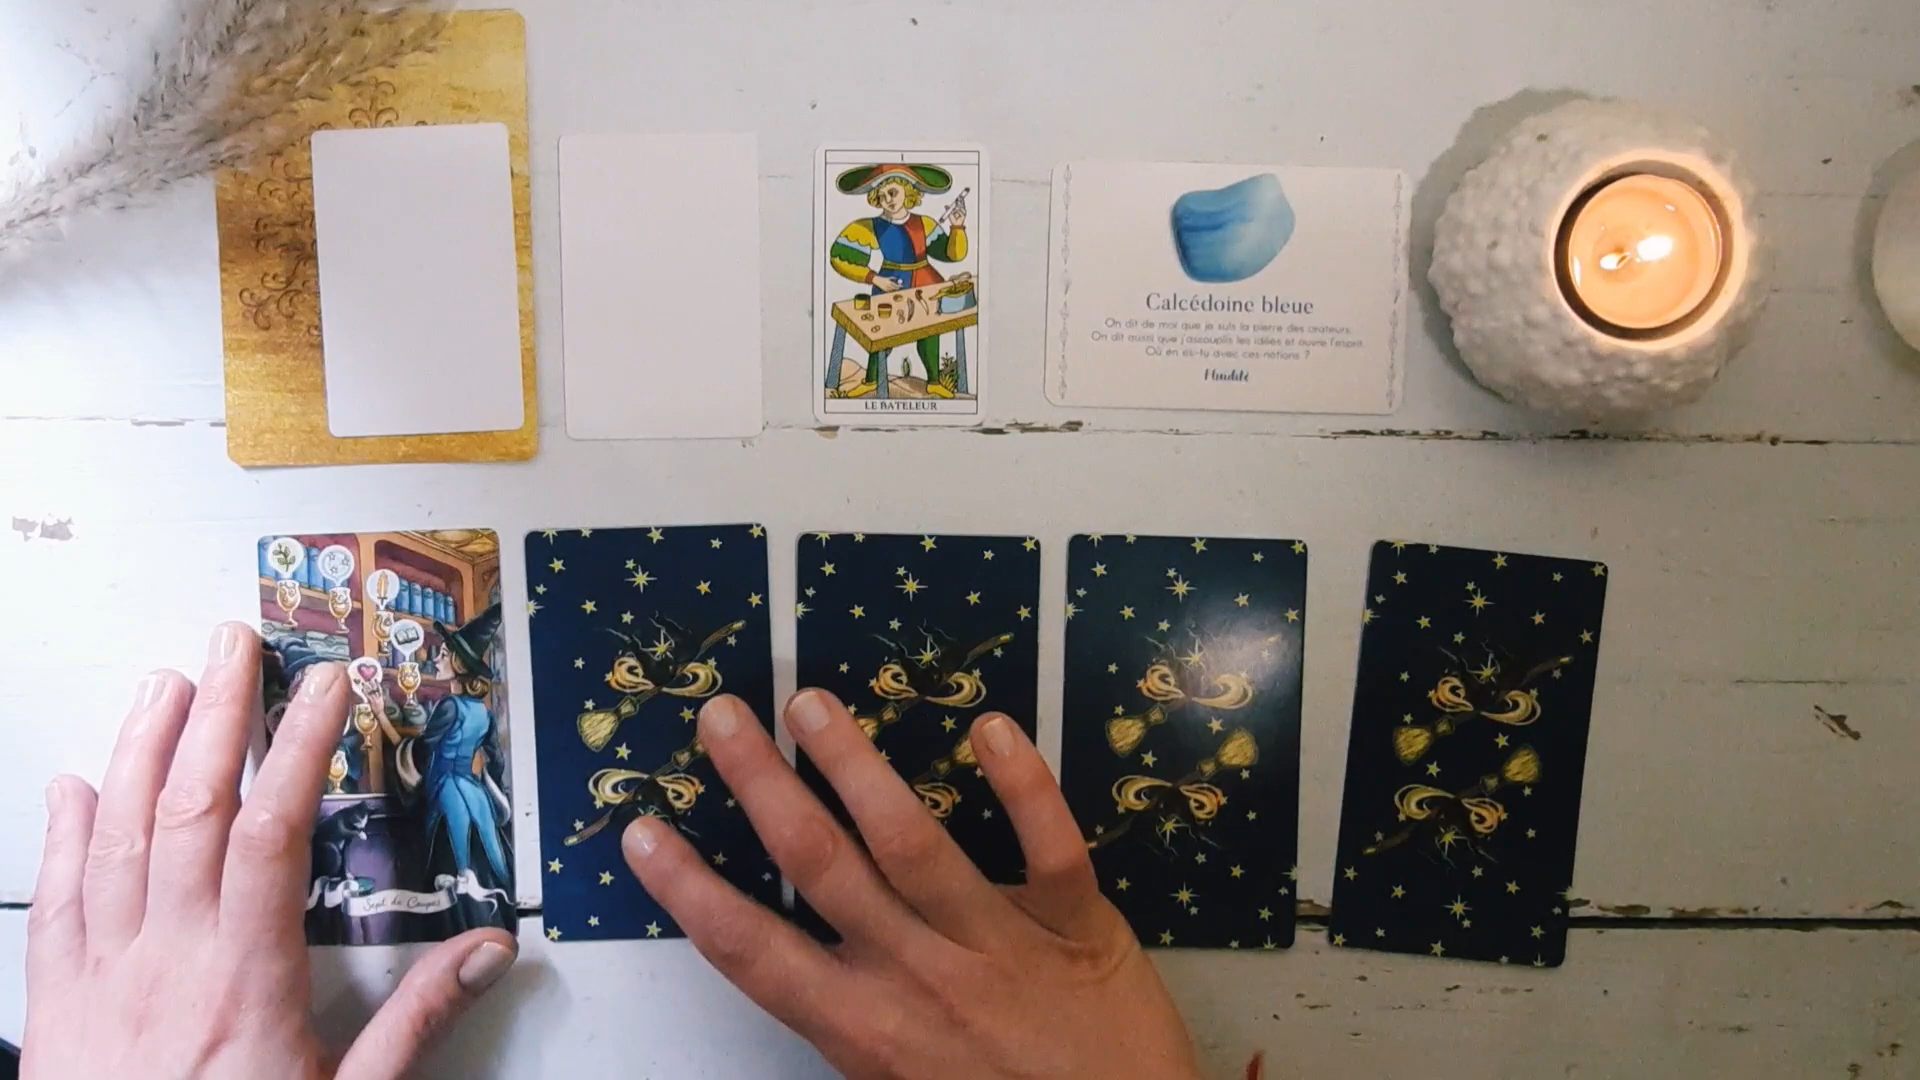 I
LE BATELEUR
Calcédoine bleue
On dit de moi que je suis la pierre des orateurs.
On dit aussi que j'assouplis les idées et ouvre l'esprit.
Où en es-tu avec ces notions ?
Fluidité
Sept de Coupes